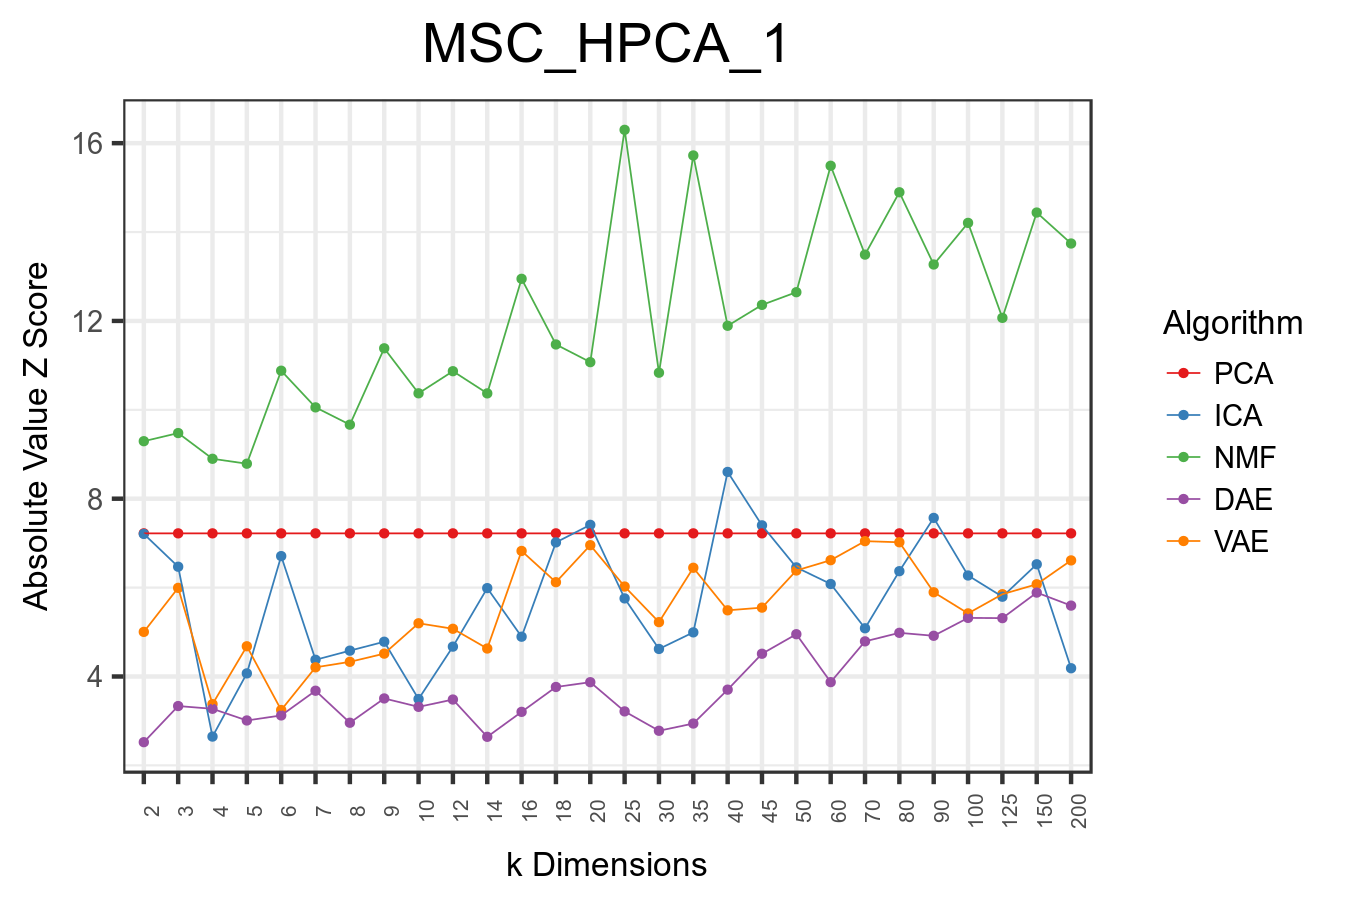 MSC_HPCA_1
Absolute Value Z Score
16
12
8
4
2 3 4 5 6 7 8 9 10 12 14 16 18 20 25 30 35 40 45 50 60 70 80 90 100 125 150 200
k Dimensions
Algorithm
PCA
ICA
NMF
DAE
VAE